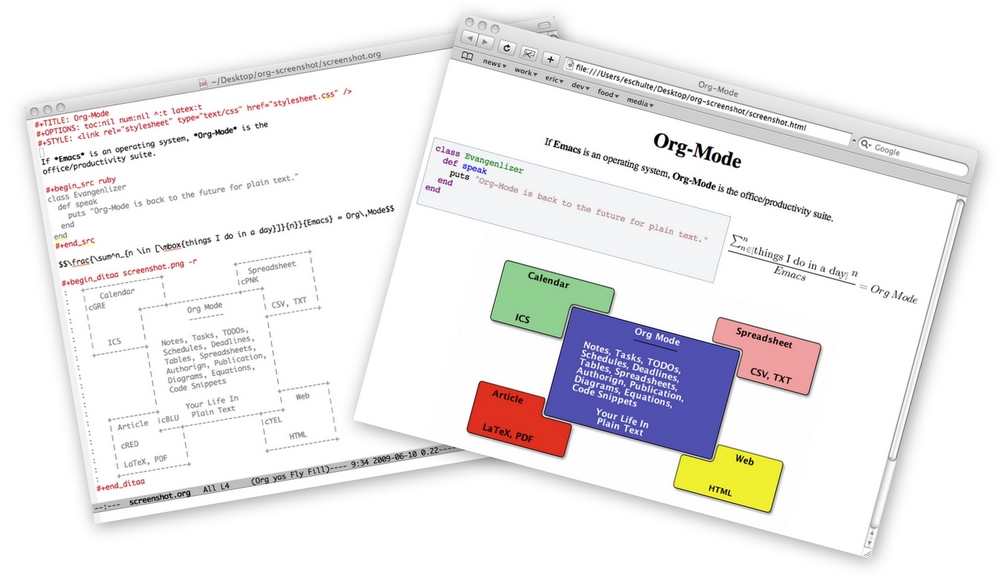 ~/Desktop/org-screenshot/screenshot.org
#+TITLE: Org-Mode
#+OPTIONS: toc:nil num:nil ^:t latex:t
#+STYLE: <link rel="stylesheet" type="text/css" href="stylesheet.css" />
If *Emacs* is an operating system, *Org-Mode* is the
office/productivity suite.
#+begin_src ruby
class Evangenlizer
def speak
puts "Org-Mode is back to the future for plain text."
end
end
#+end_src
$$\frac{\sum^n_{n \in [\mbox{things I do in a day}]}{n}}{Emacs} = Org\,Mode$$
#+begin_ditaa screenshot.png -r
Calendar
cGRE
ICS
Spreadsheet
cPNK
CSV, TXT
Org Mode
--------
Notes, Tasks, TODOs,
Schedules, Deadlines,
Tables, Spreadsheets,
Authorign, Publication,
Diagrams, Equations,
Code Snippets
Your Life In
Plain Text
cBLU
Article
cRED
LaTeX, PDF
Web
cYEL
HTML
#+end_ditaa
--:--- screenshot.org All L4 (Org yas Fly Fill)---- 9:34 2009-06-10 0.22-----
Org-Mode
file:///Users/eschulte/Desktop/org-screenshot/screenshot.html
Google
news work eric dev food media
Org-Mode
If Emacs is an operating system, Org-Mode is the office/productivity suite.
class Evangenlizer
def speak
puts "Org-Mode is back to the future for plain text."
end
end
∑ⁿₙ∈[things I do in a day] n
Emacs
= Org Mode
Calendar
ICS
Org Mode
Notes, Tasks, TODOs,
Schedules, Deadlines,
Tables, Spreadsheets,
Authorign, Publication,
Diagrams, Equations,
Code Snippets
Your Life In
Plain Text
Spreadsheet
CSV, TXT
Article
LaTeX, PDF
Web
HTML